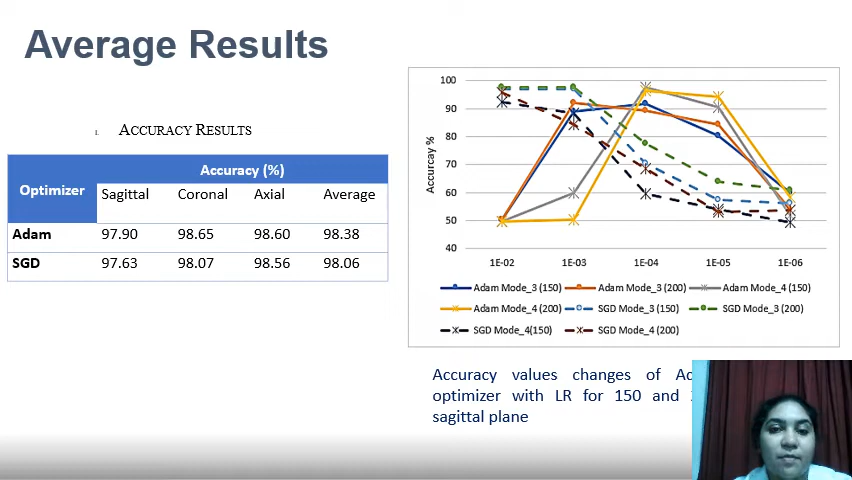 Average Results
I. ACCURACY RESULTS
Optimizer
Accuracy (%)
Sagittal Coronal Axial Average
Adam 97.90 98.65 98.60 98.38
SGD 97.63 98.07 98.56 98.06
Accurcay %
100
90
80
70
60
50
40
1E-02 1E-03 1E-04 1E-05 1E-06
Adam Mode_3 (150) Adam Mode_3 (200) Adam Mode_4 (150)
Adam Mode_4 (200) SGD Mode_3 (150) SGD Mode_3 (200)
SGD Mode_4(150) SGD Mode_4 (200)
Accuracy values changes of
optimizer with LR for 150 and
sagittal plane